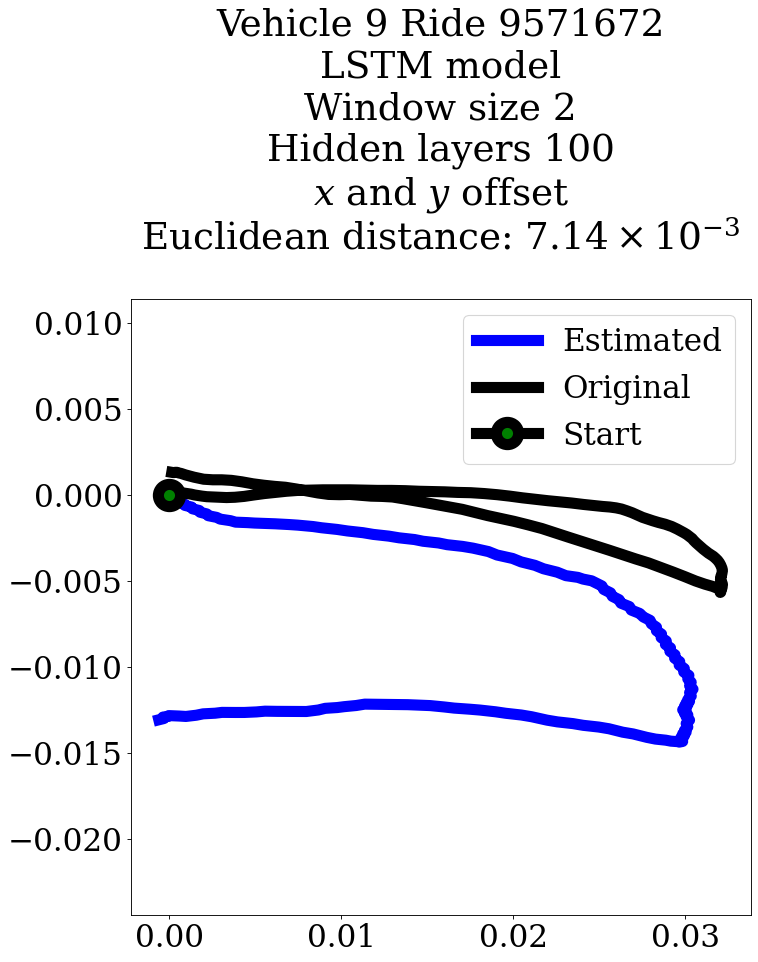 Vehicle 9 Ride 9571672
LSTM model
Window size 2
Hidden layers 100
x and y offset
Euclidean distance: 7.14 × 10⁻³
Estimated
Original
Start
0.010
0.005
0.000
−0.005
−0.010
−0.015
−0.020
0.00 0.01 0.02 0.03